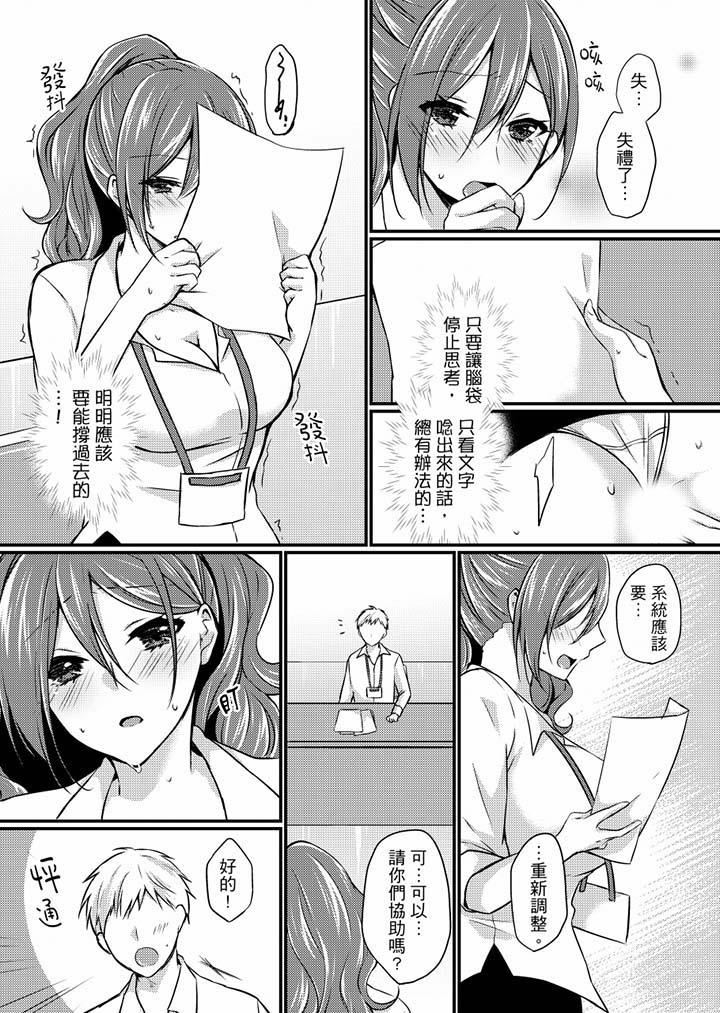 失…
失禮了…
咳
咳
只要讓腦袋
停止思考，
只看文字
唸出來的話，
總有辦法的…
發抖
明明應該
要能撐過去的
…！
發抖
系統應該
要…
…重新調整。
可…可以…
請你們協助嗎？
盯
好的！
怦通